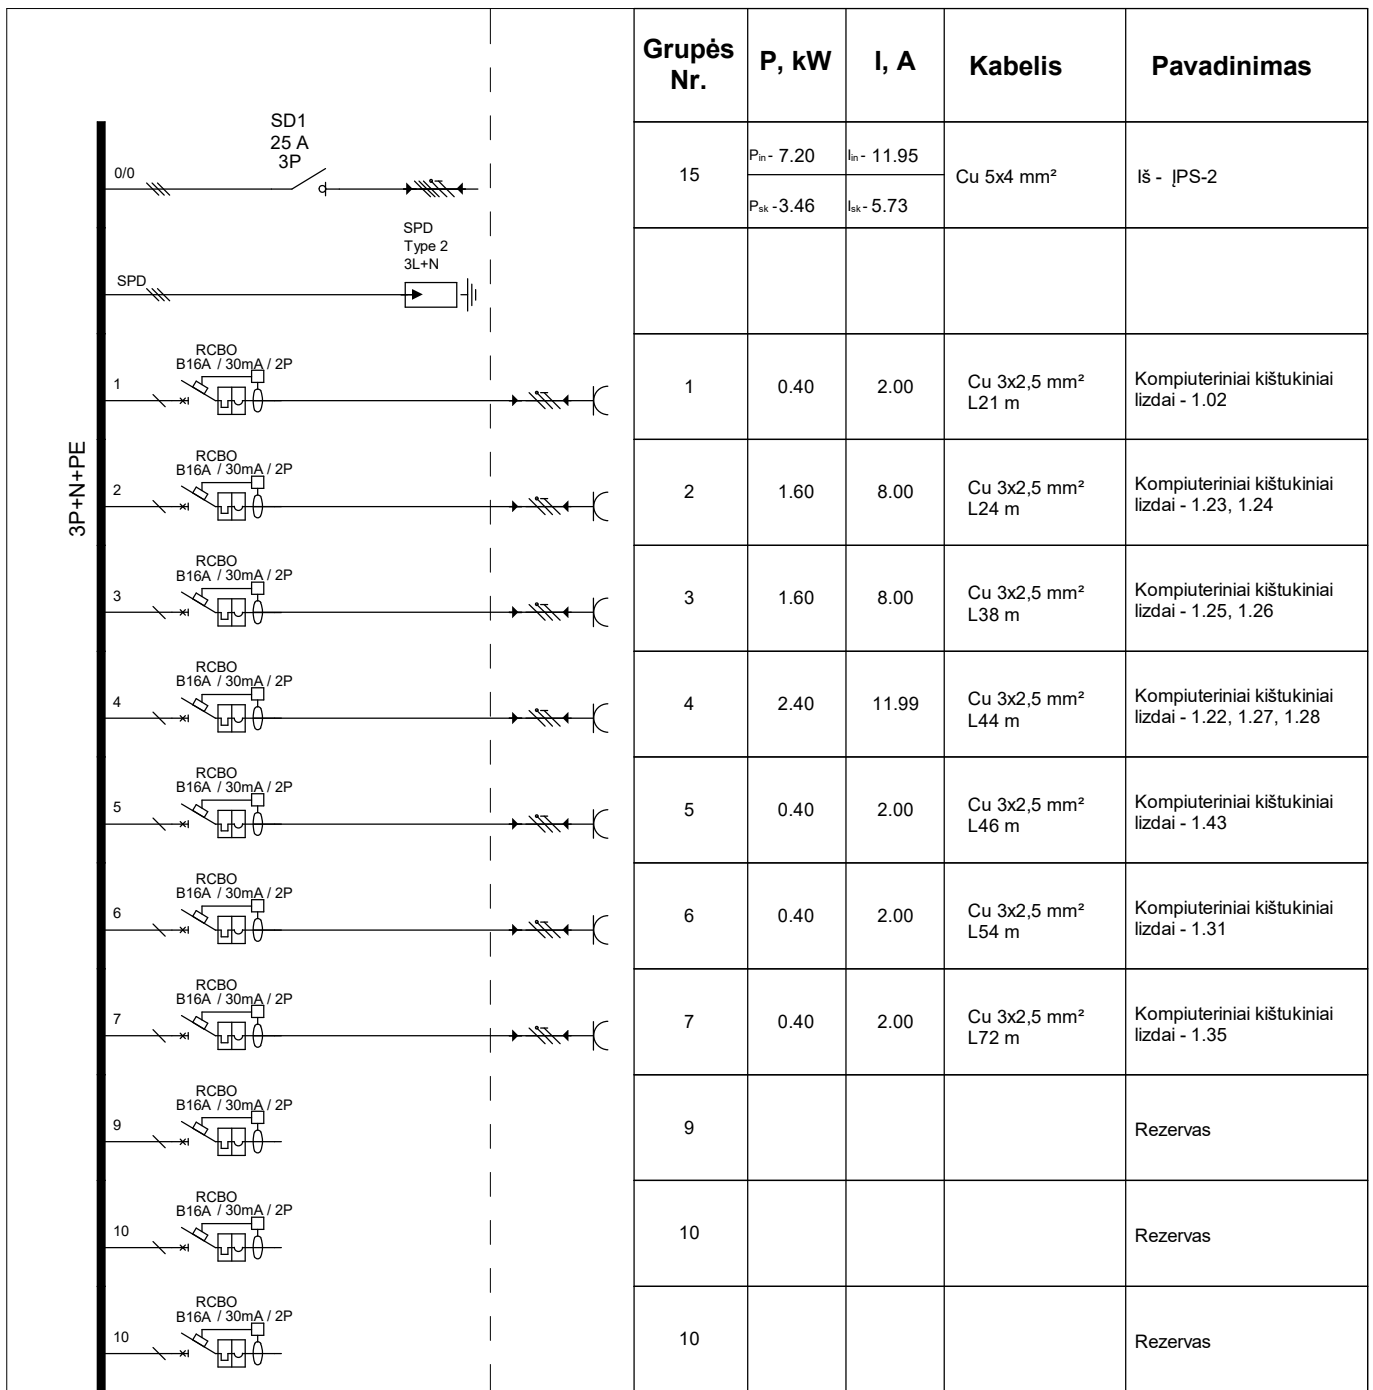 Grupės
Nr.
P, kW
I, A
Kabelis
Pavadinimas
SD1
25 A
3P
0/0
15
Pin - 7.20
Iin - 11.95
Psk - 3.46
Isk - 5.73
Cu 5x4 mm²
Iš - ĮPS-2
SPD
Type 2
3L+N
SPD
3P+N+PE
RCBO
B16A / 30mA / 2P
1
1
0.40
2.00
Cu 3x2,5 mm²
L21 m
Kompiuteriniai kištukiniai
lizdai - 1.02
RCBO
B16A / 30mA / 2P
2
2
1.60
8.00
Cu 3x2,5 mm²
L24 m
Kompiuteriniai kištukiniai
lizdai - 1.23, 1.24
RCBO
B16A / 30mA / 2P
3
3
1.60
8.00
Cu 3x2,5 mm²
L38 m
Kompiuteriniai kištukiniai
lizdai - 1.25, 1.26
RCBO
B16A / 30mA / 2P
4
4
2.40
11.99
Cu 3x2,5 mm²
L44 m
Kompiuteriniai kištukiniai
lizdai - 1.22, 1.27, 1.28
RCBO
B16A / 30mA / 2P
5
5
0.40
2.00
Cu 3x2,5 mm²
L46 m
Kompiuteriniai kištukiniai
lizdai - 1.43
RCBO
B16A / 30mA / 2P
6
6
0.40
2.00
Cu 3x2,5 mm²
L54 m
Kompiuteriniai kištukiniai
lizdai - 1.31
RCBO
B16A / 30mA / 2P
7
7
0.40
2.00
Cu 3x2,5 mm²
L72 m
Kompiuteriniai kištukiniai
lizdai - 1.35
RCBO
B16A / 30mA / 2P
9
9
Rezervas
RCBO
B16A / 30mA / 2P
10
10
Rezervas
RCBO
B16A / 30mA / 2P
10
10
Rezervas